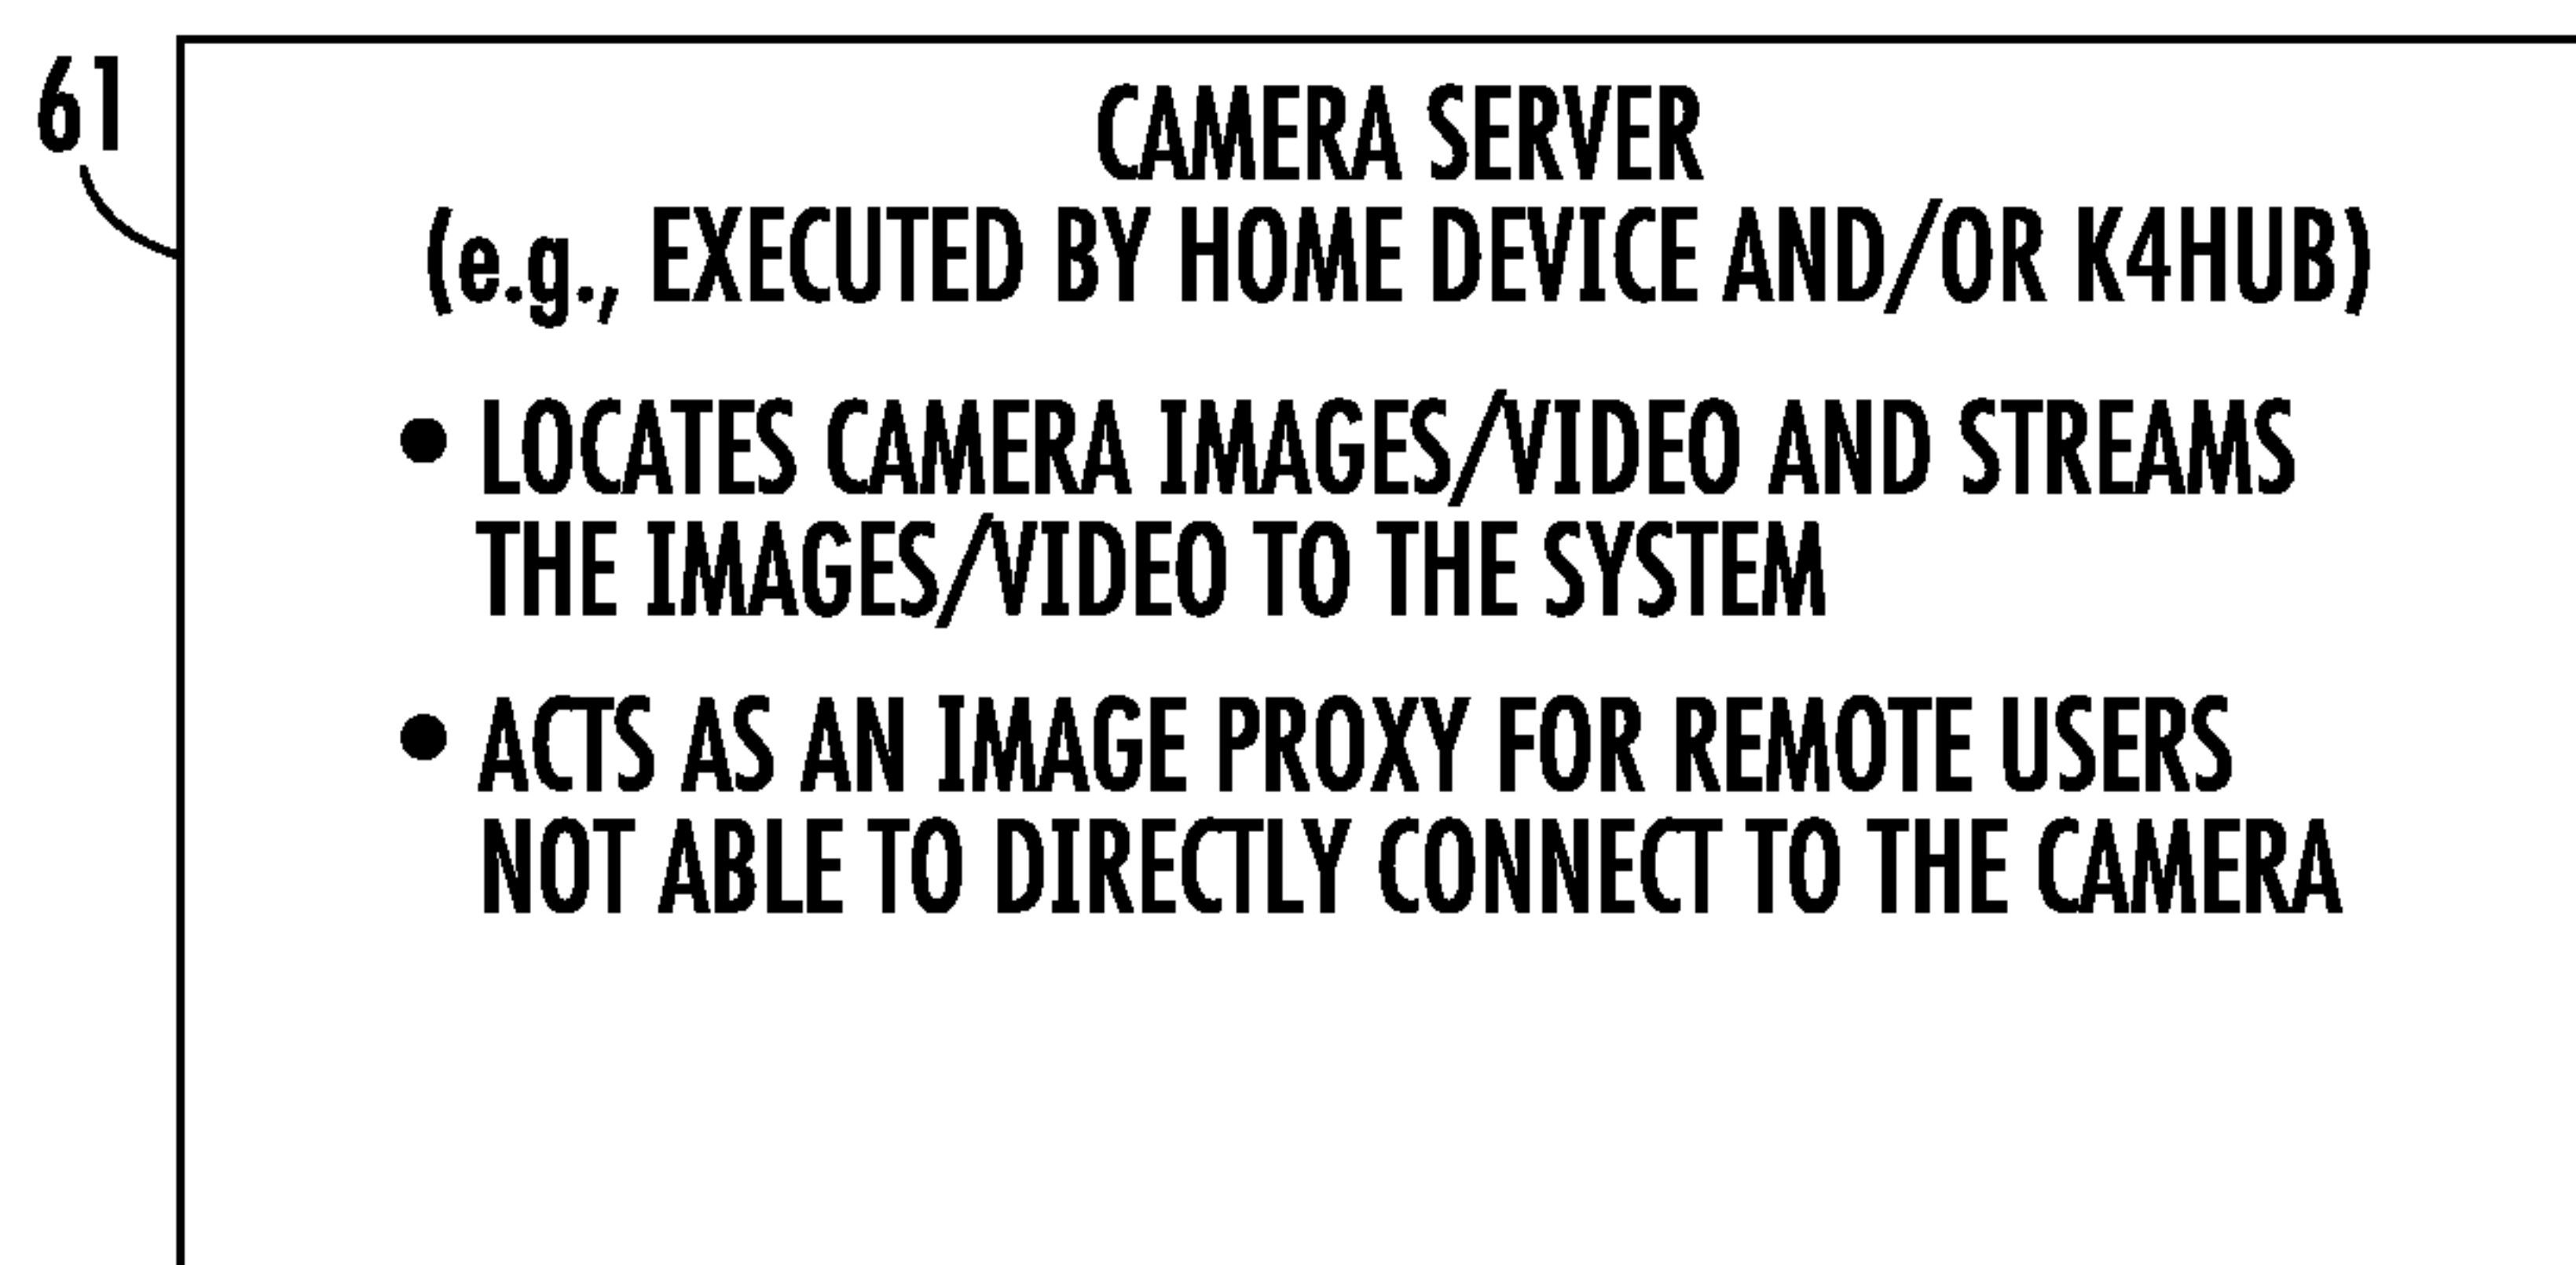 61
CAMERA SERVER
(e.g., EXECUTED BY HOME DEVICE AND/OR K4HUB)
• LOCATES CAMERA IMAGES/VIDEO AND STREAMS
THE IMAGES/VIDEO TO THE SYSTEM
• ACTS AS AN IMAGE PROXY FOR REMOTE USERS
NOT ABLE TO DIRECTLY CONNECT TO THE CAMERA